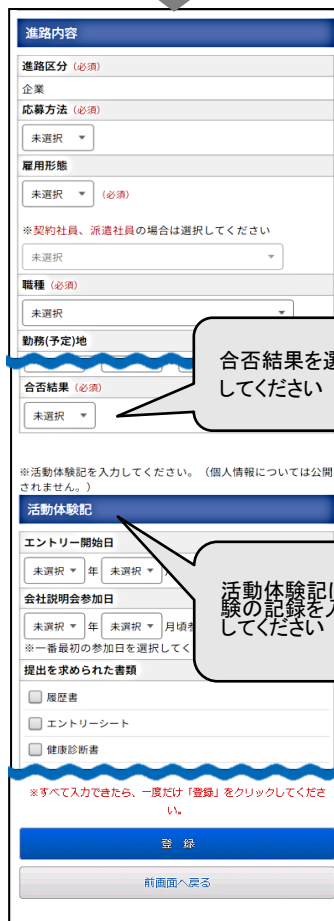 進路内容
進路区分 (必須)
企業
応募方法 (必須)
未選択
雇用形態
未選択 (必須)
※契約社員、派遣社員の場合は選択してください
未選択
職種 (必須)
未選択
勤務(予定)地
合否結果を選
してください
合否結果 (必須)
未選択
※活動体験記を入力してください。（個人情報については公開
されません。）
活動体験記
エントリー開始日
未選択 年 未選択
活動体験記に
験の記録を入
してください
会社説明会参加日
未選択 年 未選択 月頃参
※一番最初の参加日を選択してく
提出を求められた書類
履歴書
エントリーシート
健康診断書
※すべて入力できたら、一度だけ「登録」をクリックしてくださ
い。
登 録
前画面へ戻る